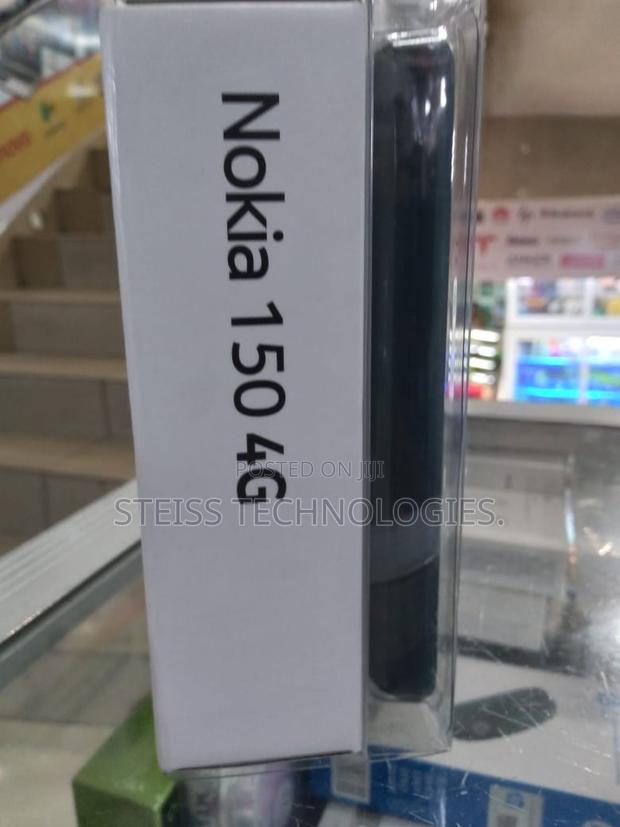 Nokia 150 4G
POSTED ON JIJI
STEISS TECHNOLOGIES.